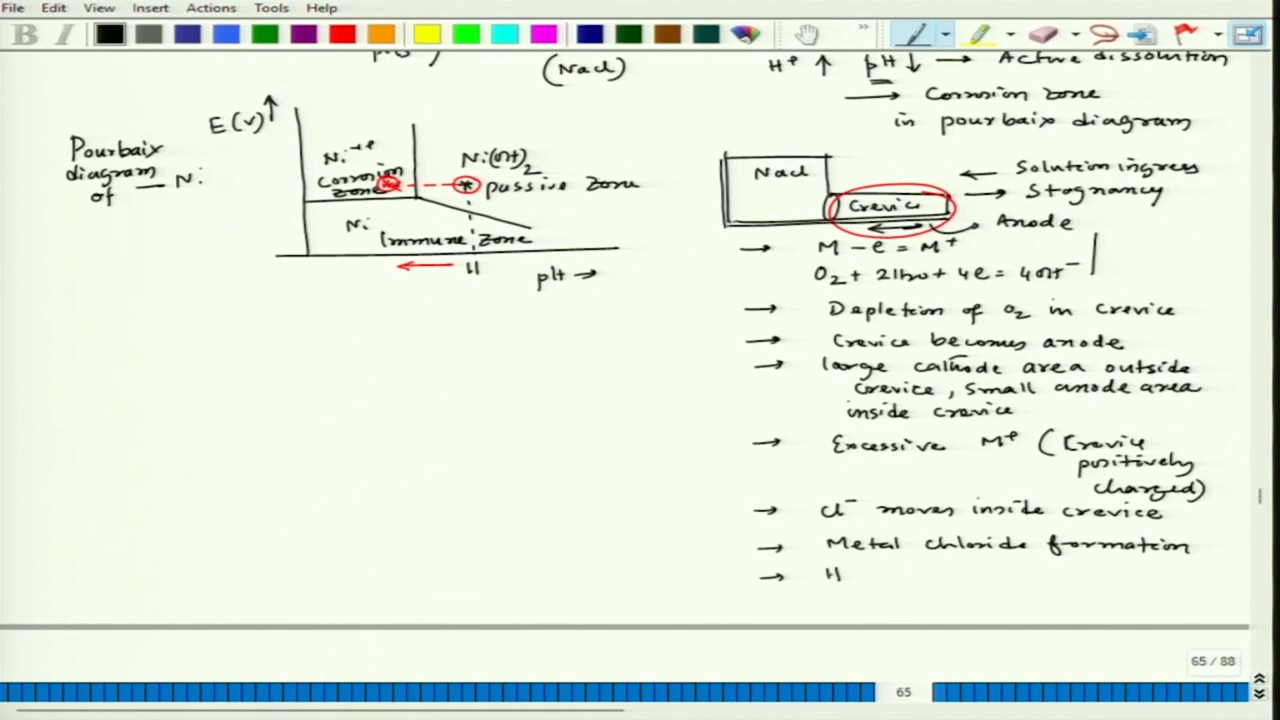 File Edit View Insert Actions Tools Help
B I
(NaCl)
H+ ↑ pH ↓ → Active dissolution
→ Corrosion zone
in pourbaix diagram
E(V) ↑
Pourbaix
diagram
of — Ni
Ni+e
Corrosion
zone
Ni(OH)2
passive zone
Ni
Immune zone
pH →
NaCl
Crevice
← Solution ingress
→ Stagnancy
Anode
→ M - e = M+
O2 + 2H2O + 4e = 4OH-
→ Depletion of O2 in crevice
→ Crevice becomes anode
→ large cathode area outside
crevice, small anode area
inside crevice
→ Excessive M+ (Crevice
positively
charged)
→ Cl- moves inside crevice
→ Metal chloride formation
→ H
65 / 88
65